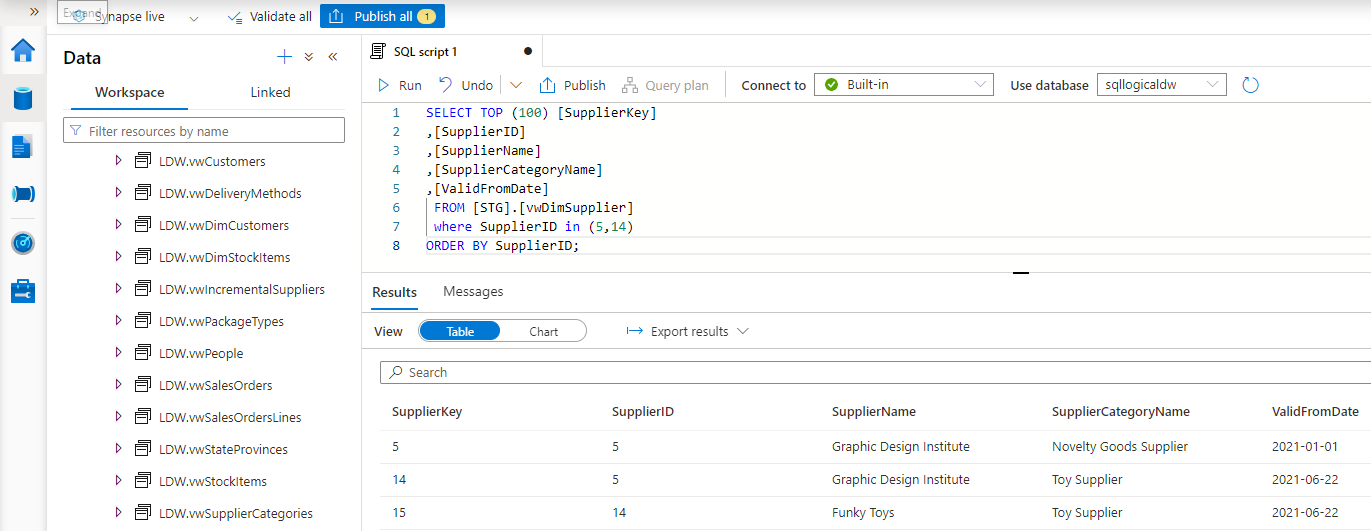 Expand
Synapse live
Validate all
Publish all 1
Data
Workspace
Linked
Filter resources by name
LDW.vwCustomers
LDW.vwDeliveryMethods
LDW.vwDimCustomers
LDW.vwDimStockItems
LDW.vwIncrementalSuppliers
LDW.vwPackageTypes
LDW.vwPeople
LDW.vwSalesOrders
LDW.vwSalesOrdersLines
LDW.vwStateProvinces
LDW.vwStockItems
LDW.vwSupplierCategories
SQL script 1
Run Undo Publish Query plan Connect to Built-in Use database sqllogicaldw
1 SELECT TOP (100) [SupplierKey]
2 ,[SupplierID]
3 ,[SupplierName]
4 ,[SupplierCategoryName]
5 ,[ValidFromDate]
6 FROM [STG].[vwDimSupplier]
7 where SupplierID in (5,14)
8 ORDER BY SupplierID;
Results Messages
View Table Chart Export results
Search
SupplierKey SupplierID SupplierName SupplierCategoryName ValidFromDate
5 5 Graphic Design Institute Novelty Goods Supplier 2021-01-01
14 5 Graphic Design Institute Toy Supplier 2021-06-22
15 14 Funky Toys Toy Supplier 2021-06-22